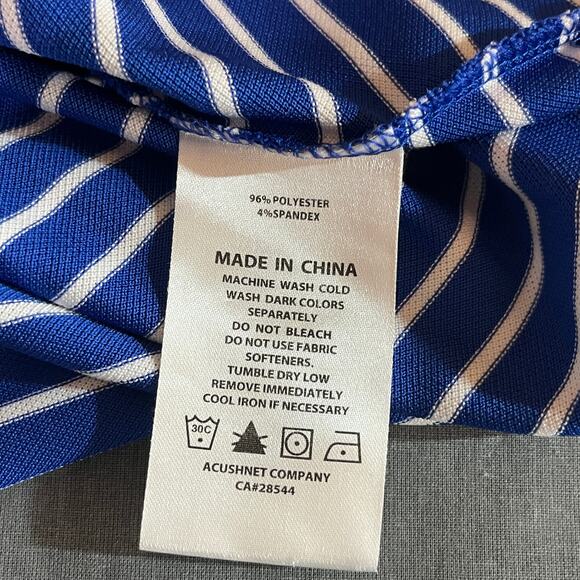 96% POLYESTER
4%SPANDEX
MADE IN CHINA
MACHINE WASH COLD
WASH DARK COLORS
SEPARATELY
DO NOT BLEACH
DO NOT USE FABRIC
SOFTENERS.
TUMBLE DRY LOW
REMOVE IMMEDIATELY
COOL IRON IF NECESSARY
30C
ACUSHNET COMPANY
CA#28544